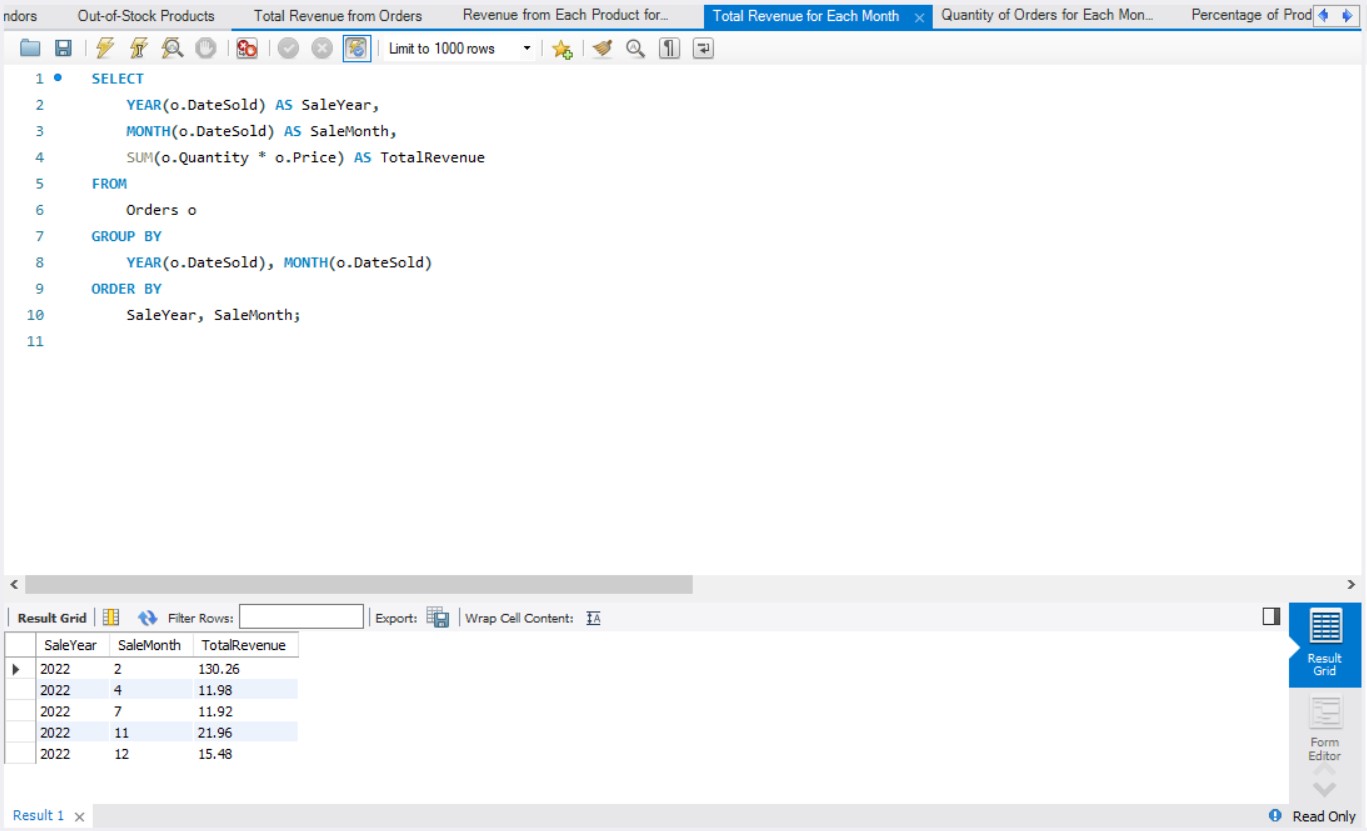 ndors Out-of-Stock Products Total Revenue from Orders Revenue from Each Product for... Total Revenue for Each Month Quantity of Orders for Each Mon... Percentage of Prod
Limit to 1000 rows
1 SELECT
2 YEAR(o.DateSold) AS SaleYear,
3 MONTH(o.DateSold) AS SaleMonth,
4 SUM(o.Quantity * o.Price) AS TotalRevenue
5 FROM
6 Orders o
7 GROUP BY
8 YEAR(o.DateSold), MONTH(o.DateSold)
9 ORDER BY
10 SaleYear, SaleMonth;
11
Result Grid Filter Rows: Export: Wrap Cell Content: IA
SaleYear SaleMonth TotalRevenue
2022 2 130.26
2022 4 11.98
2022 7 11.92
2022 11 21.96
2022 12 15.48
Result
Grid
Form
Editor
Result 1 Read Only